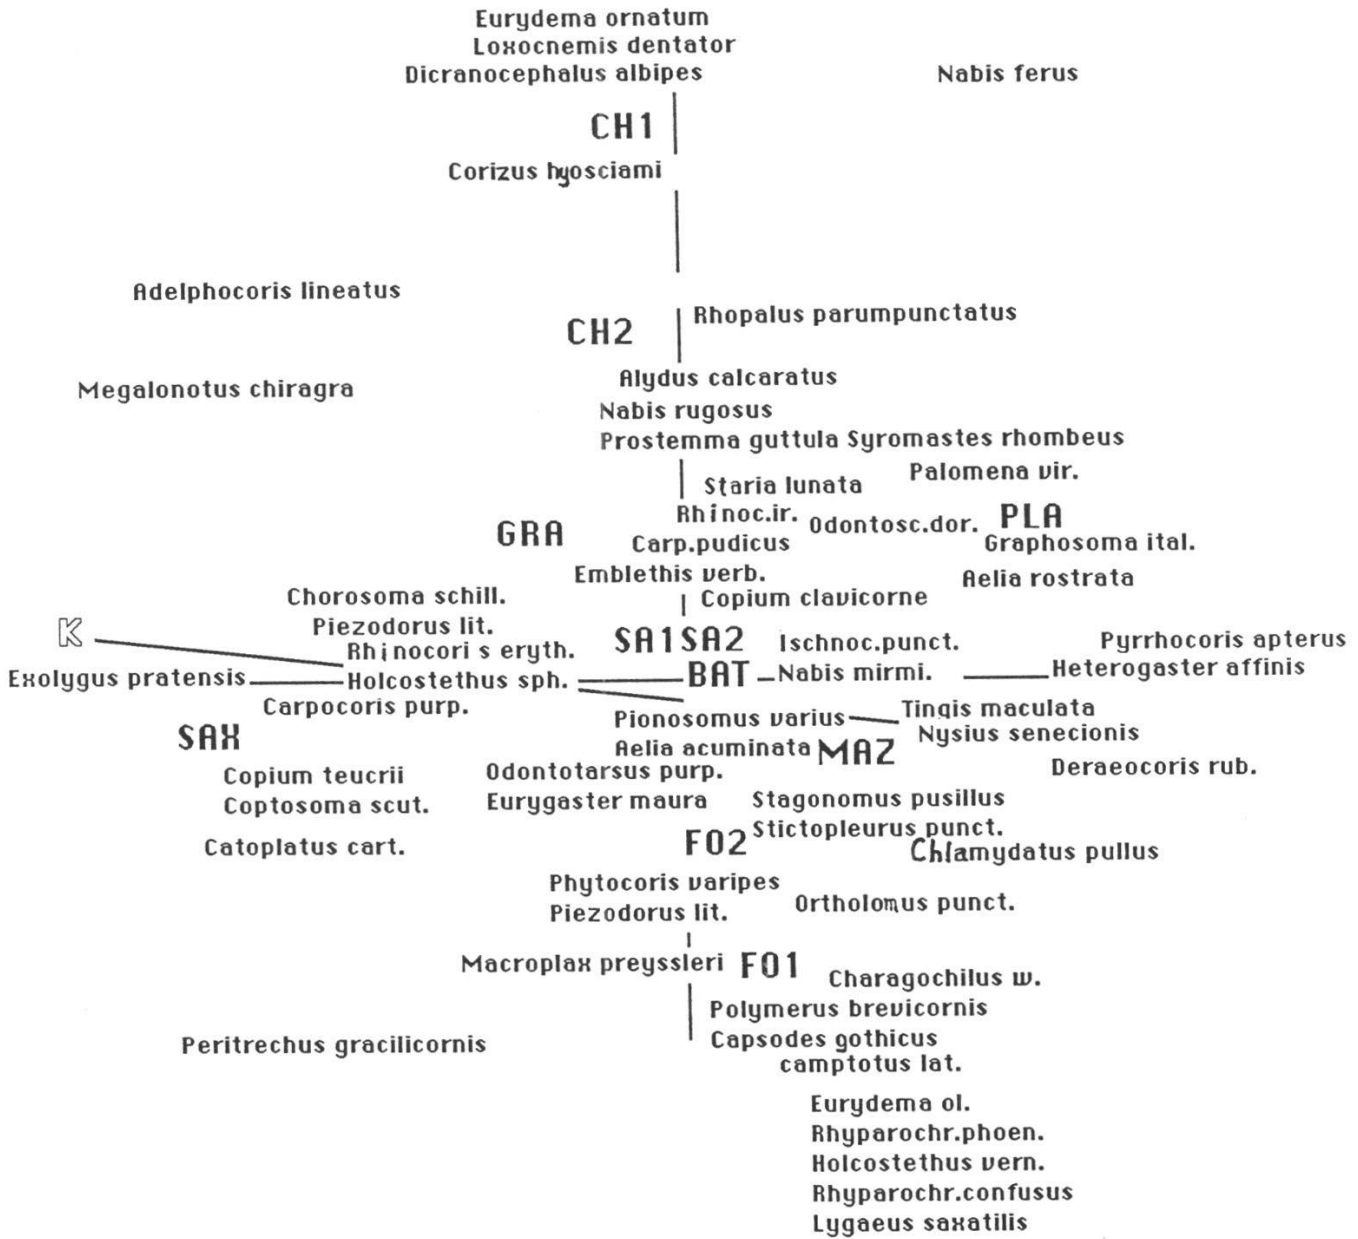 Eurydema ornatum
Loxocnemis dentator
Dicranocephalus albipes
Nabis ferus
CH1
Corizus hyosciami
Adelphocoris lineatus
Rhopalus parumpunctatus
CH2
Alydus calcaratus
Megalonotus chiragra
Nabis rugosus
Prostemma guttula Syromastes rhombeus
Palomena vir.
Staria lunata
Rhinoc.ir.
Odontosc.dor.
PLA
GRA
Carp.pudicus
Graphosoma ital.
Emblethis verb.
Aelia rostrata
Chorosoma schill.
Copium clavicorne
Piezodorus lit.
K
SA1SA2
Ischnoc.punct.
Pyrrhocoris apterus
Rhinocori s eryth.
Exolygus pratensis
Holcostethus sph.
BAT
Nabis mirmi.
Heterogaster affinis
Carpocoris purp.
Pionosomus varius
Tingis maculata
SAX
Nysius senecionis
Aelia acuminata
MAZ
Copium teucrii
Odontotarsus purp.
Deraeocoris rub.
Coptosoma scut.
Eurygaster maura
Stagonomus pusillus
Stictopleurus punct.
Catoplatus cart.
FO2
Chlamydatus pullus
Phytocoris varipes
Ortholomus punct.
Piezodorus lit.
Macroplax preyssleri
FO1
Charagochilus w.
Polymerus brevicornis
Peritrechus gracilicornis
Capsodes gothicus
camptotus lat.
Eurydema ol.
Rhyparochr.phoen.
Holcostethus vern.
Rhyparochr.confusus
Lygaeus saxatilis